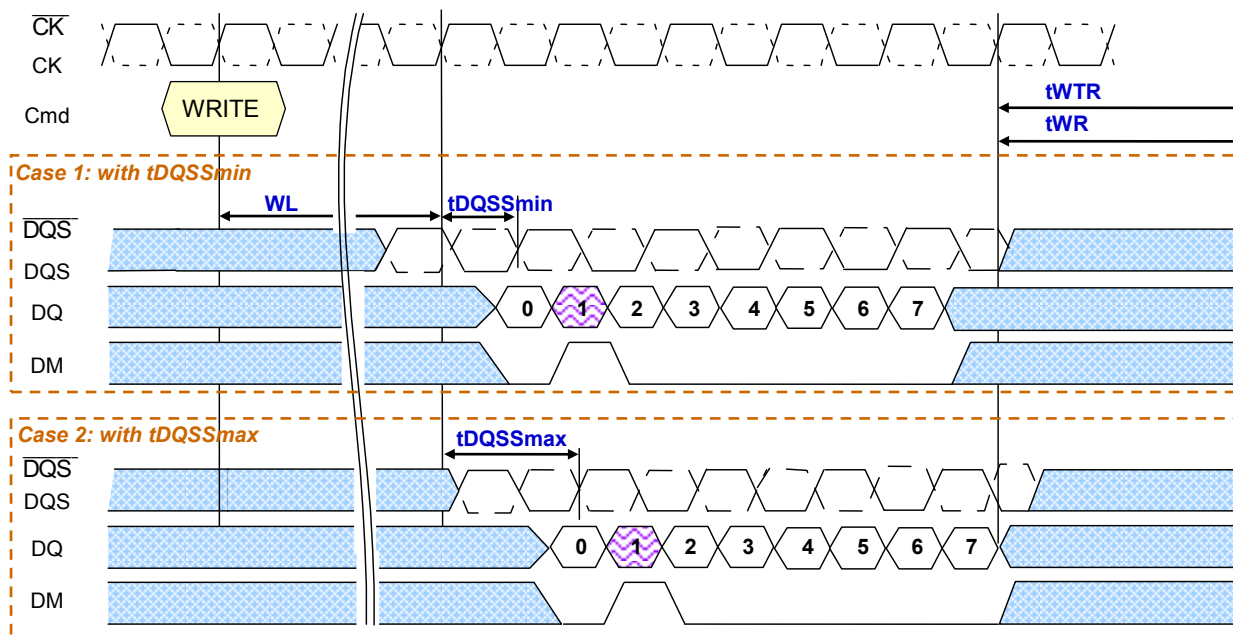 CK
CK
Cmd
WRITE
tWTR
tWR
Case 1: with tDQSSmin
WL
tDQSSmin
DQS
DQS
DQ
0 1 2 3 4 5 6 7
DM
Case 2: with tDQSSmax
tDQSSmax
DQS
DQS
DQ
0 1 2 3 4 5 6 7
DM